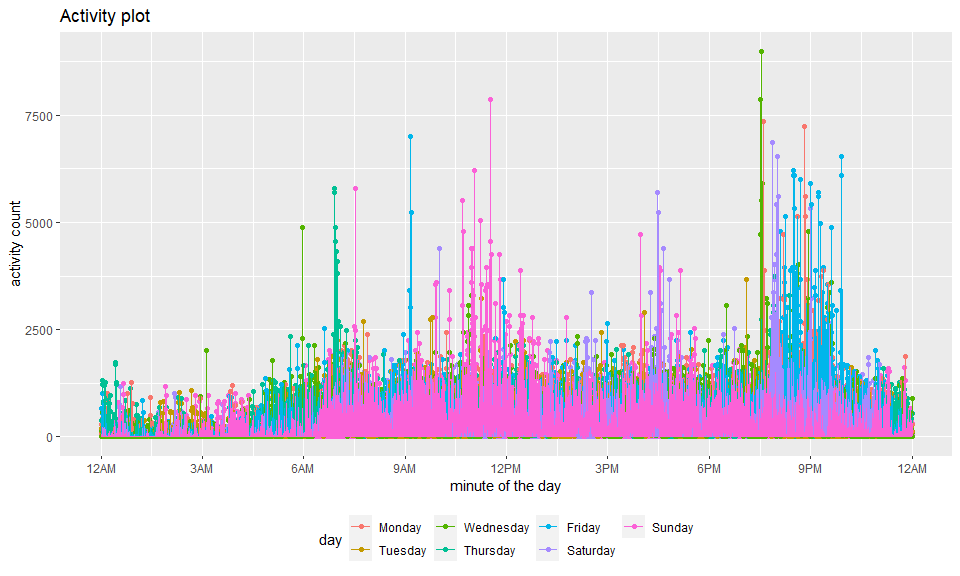 Activity plot
activity count
7500
5000
2500
0
12AM 3AM 6AM 9AM 12PM 3PM 6PM 9PM 12AM
minute of the day
day
Monday Wednesday Friday Sunday
Tuesday Thursday Saturday